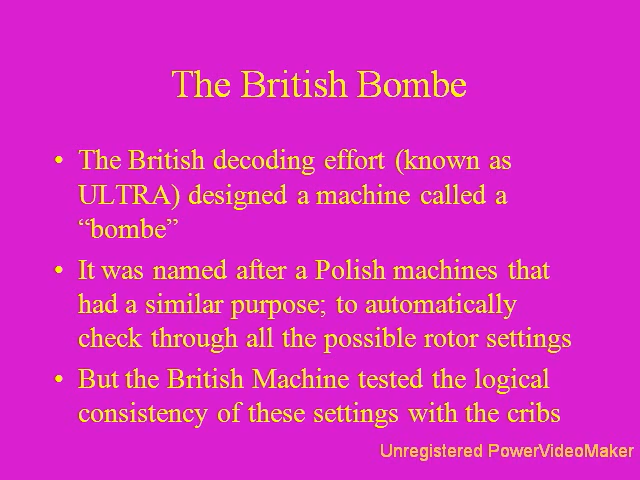 The British Bombe
• The British decoding effort (known as
ULTRA) designed a machine called a
“bombe”
• It was named after a Polish machines that
had a similar purpose; to automatically
check through all the possible rotor settings
• But the British Machine tested the logical
consistency of these settings with the cribs
Unregistered PowerVideoMaker